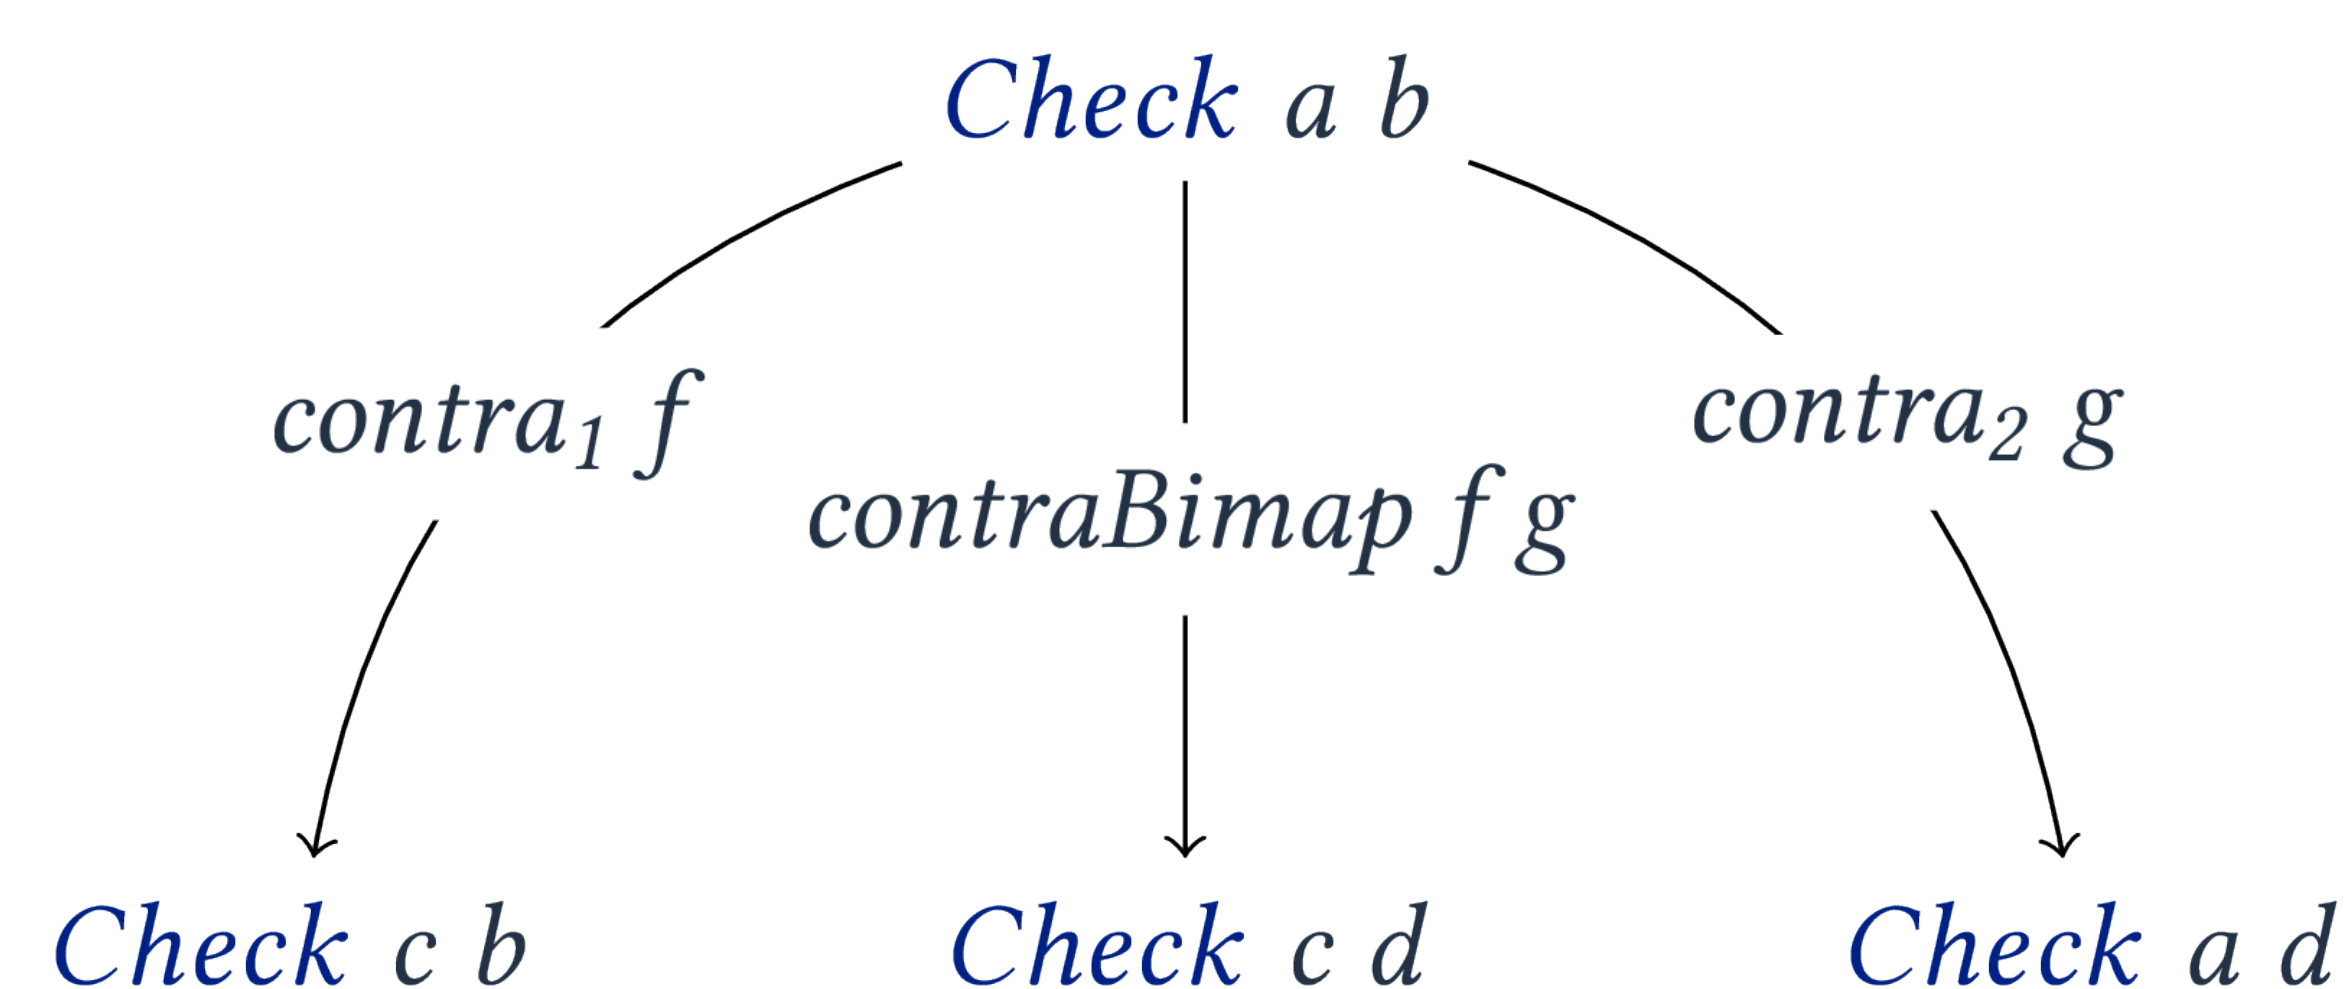 Check a b
contra₁ f
contra₂ g
contraBimap f g
Check c b
Check c d
Check a d